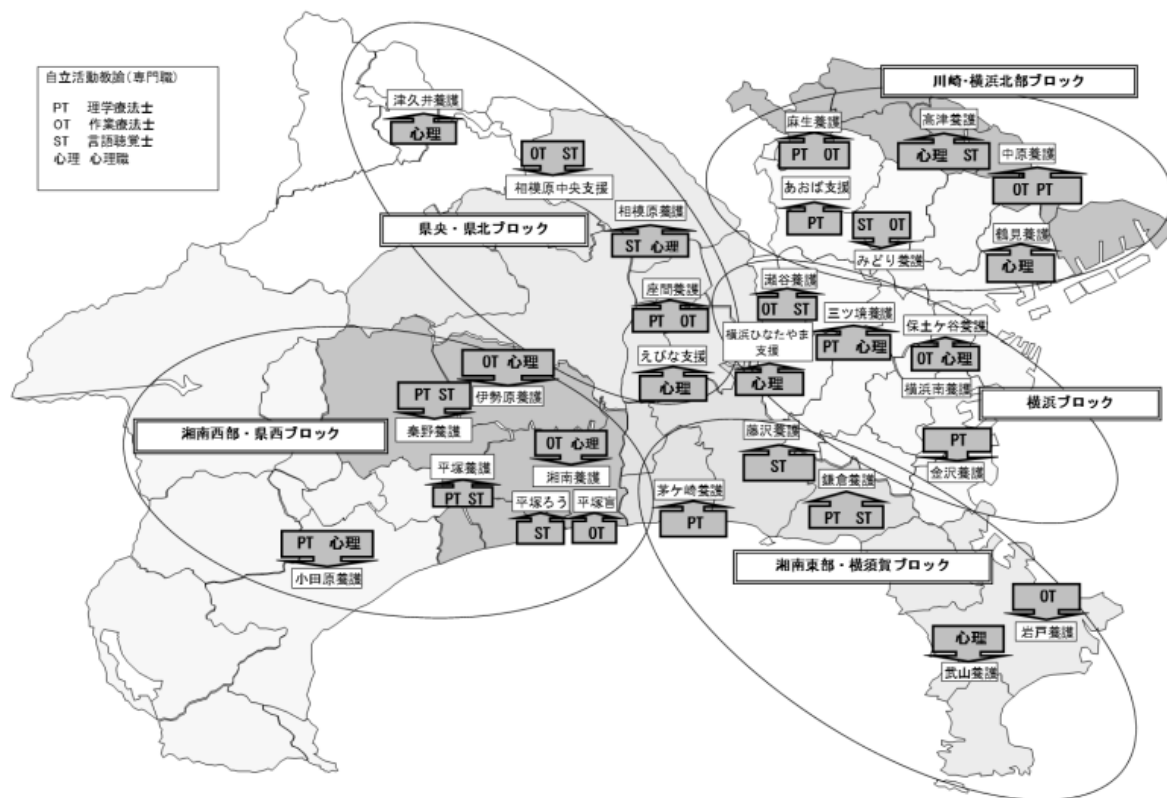 自立活動教諭(専門職)
PT 理学療法士
OT 作業療法士
ST 言語聴覚士
心理 心理職
川崎・横浜北部ブロック
麻生養護
PT OT
高津養護
心理 ST
中原養護
OT PT
あおば支援
PT
ST OT
みどり養護
鶴見養護
心理
津久井養護
心理
OT ST
相模原中央支援
県央・県北ブロック
相模原養護
ST 心理
座間養護
PT OT
えびな支援
心理
瀬谷養護
OT ST
三ツ境養護
PT 心理
保土ケ谷養護
OT 心理
横浜南養護
横浜ひなたやま
支援
心理
横浜ブロック
PT
金沢養護
湘南西部・県西ブロック
OT 心理
伊勢原養護
PT ST
秦野養護
OT 心理
湘南養護
平塚養護
PT ST
平塚ろう
ST
平塚盲
OT
PT 心理
小田原養護
藤沢養護
ST
茅ケ崎養護
PT
鎌倉養護
PT ST
湘南東部・横須賀ブロック
OT
岩戸養護
心理
武山養護